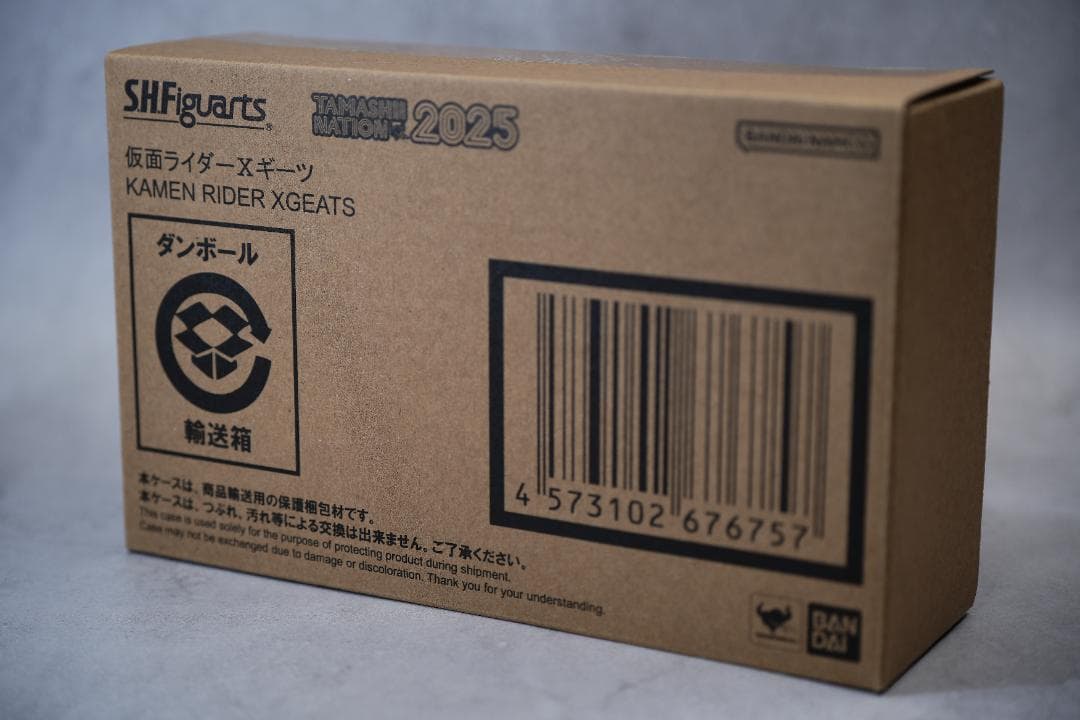 S.H.Figuarts
TAMASHII NATION 2025
仮面ライダーXギーツ
KAMEN RIDER XGEATS
ダンボール
輸送箱
本ケースは、商品輸送用の保護梱包材です。
本ケースは、つぶれ、汚れ等による交換は出来ません。ご了承ください。
This case is used solely for the purpose of protecting product during shipment.
Case may not be exchanged due to damage or discoloration. Thank you for your understanding.
4 573102 676757
BANDAI